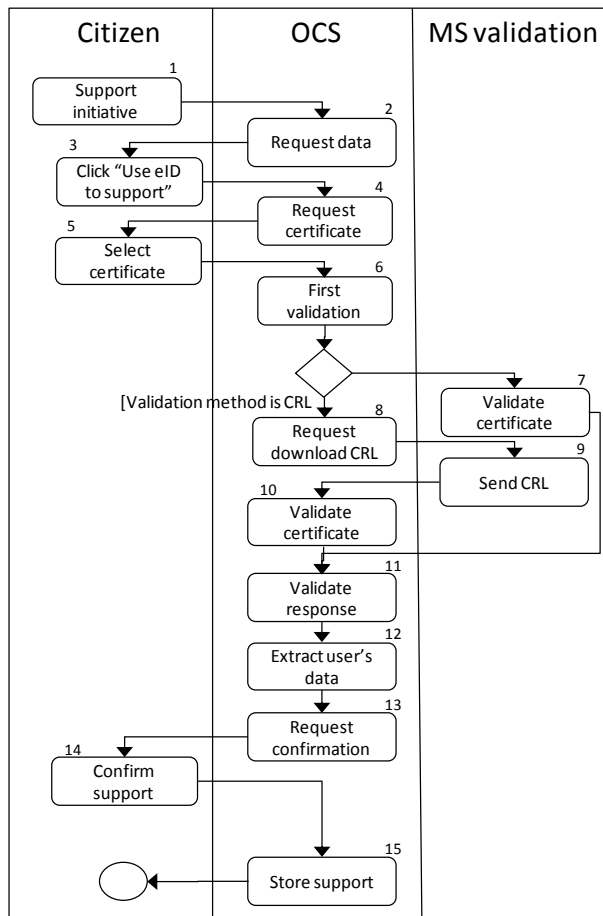 Citizen
OCS
MS validation
1
Support
initiative
2
Request data
3
Click “Use eID
to support”
4
Request
certificate
5
Select
certificate
6
First
validation
[Validation method is CRL
7
Validate
certificate
8
Request
download CRL
9
Send CRL
10
Validate
certificate
11
Validate
response
12
Extract user’s
data
13
Request
confirmation
14
Confirm
support
15
Store support